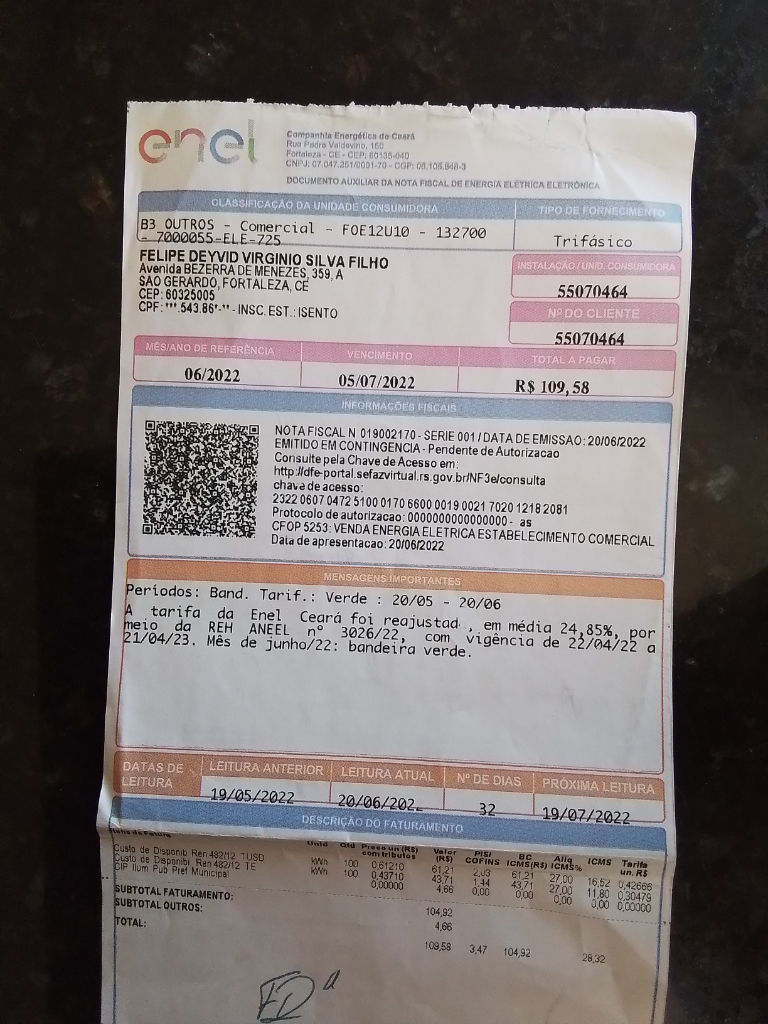 enel
Companhia Energética do Ceará
Rua Padre Valdevino, 150
Fortaleza - CE - CEP: 60135-040
CNPJ: 07.047.251/0001-70 - CGF: 06.105.848-3
DOCUMENTO AUXILIAR DA NOTA FISCAL DE ENERGIA ELÉTRICA ELETRÔNICA
CLASSIFICAÇÃO DA UNIDADE CONSUMIDORA
TIPO DE FORNECIMENTO
B3 OUTROS - Comercial - FOE12U10 - 132700
- 7000055-ELE-725
Trifásico
FELIPE DEYVID VIRGINIO SILVA FILHO
Avenida BEZERRA DE MENEZES, 359, A
SAO GERARDO, FORTALEZA, CE
CEP: 60325005
CPF: ***.543.86*-** - INSC. EST.: ISENTO
INSTALAÇÃO / UNID. CONSUMIDORA
55070464
Nº DO CLIENTE
55070464
MÊS/ANO DE REFERÊNCIA VENCIMENTO TOTAL A PAGAR
06/2022 05/07/2022 R$ 109,58
INFORMAÇÕES FISCAIS
NOTA FISCAL N 019002170 - SERIE 001 / DATA DE EMISSAO: 20/06/2022
EMITIDO EM CONTINGENCIA - Pendente de Autorizacao
Consulte pela Chave de Acesso em:
http://dfe-portal.sefazvirtual.rs.gov.br/NF3e/consulta
chave de acesso:
2322 0607 0472 5100 0170 6600 0019 0021 7020 1218 2081
Protocolo de autorizacao: 0000000000000000 - as
CFOP 5253: VENDA ENERGIA ELETRICA ESTABELECIMENTO COMERCIAL
Data de apresentacao: 20/06/2022
MENSAGENS IMPORTANTES
Períodos: Band. Tarif.: Verde : 20/05 - 20/06
A tarifa da Enel Ceará foi reajustad , em média 24,85%, por
meio da REH ANEEL nº 3026/22, com vigência de 22/04/22 a
21/04/23. Mês de junho/22: bandeira verde.
DATAS DE LEITURA
LEITURA ANTERIOR LEITURA ATUAL Nº DE DIAS PRÓXIMA LEITURA
19/05/2022 20/06/202 32 19/07/2022
DESCRIÇÃO DO FATURAMENTO
Itens de Fatura Unid Qtd Preço un (R$) com tributos Valor (R$) PIS/ COFINS BC ICMS(R$) Aliq ICMS% ICMS Tarifa un. R$
Custo de Disponib Ren 482/12 TUSD kWh 100 0,61210 61,21 2,03 61,21 27,00 16,52 0,42666
Custo de Disponibi Ren 482/12 TE kWh 100 0,43710 43,71 1,44 43,71 27,00 11,80 0,30479
CIP Ilum Pub Pref Municipal 0,00000 4,66 0,00 0,00 0,00 0,00 0,00000
SUBTOTAL FATURAMENTO: 104,92
SUBTOTAL OUTROS: 4,66
TOTAL: 109,58 3,47 104,92 28,32